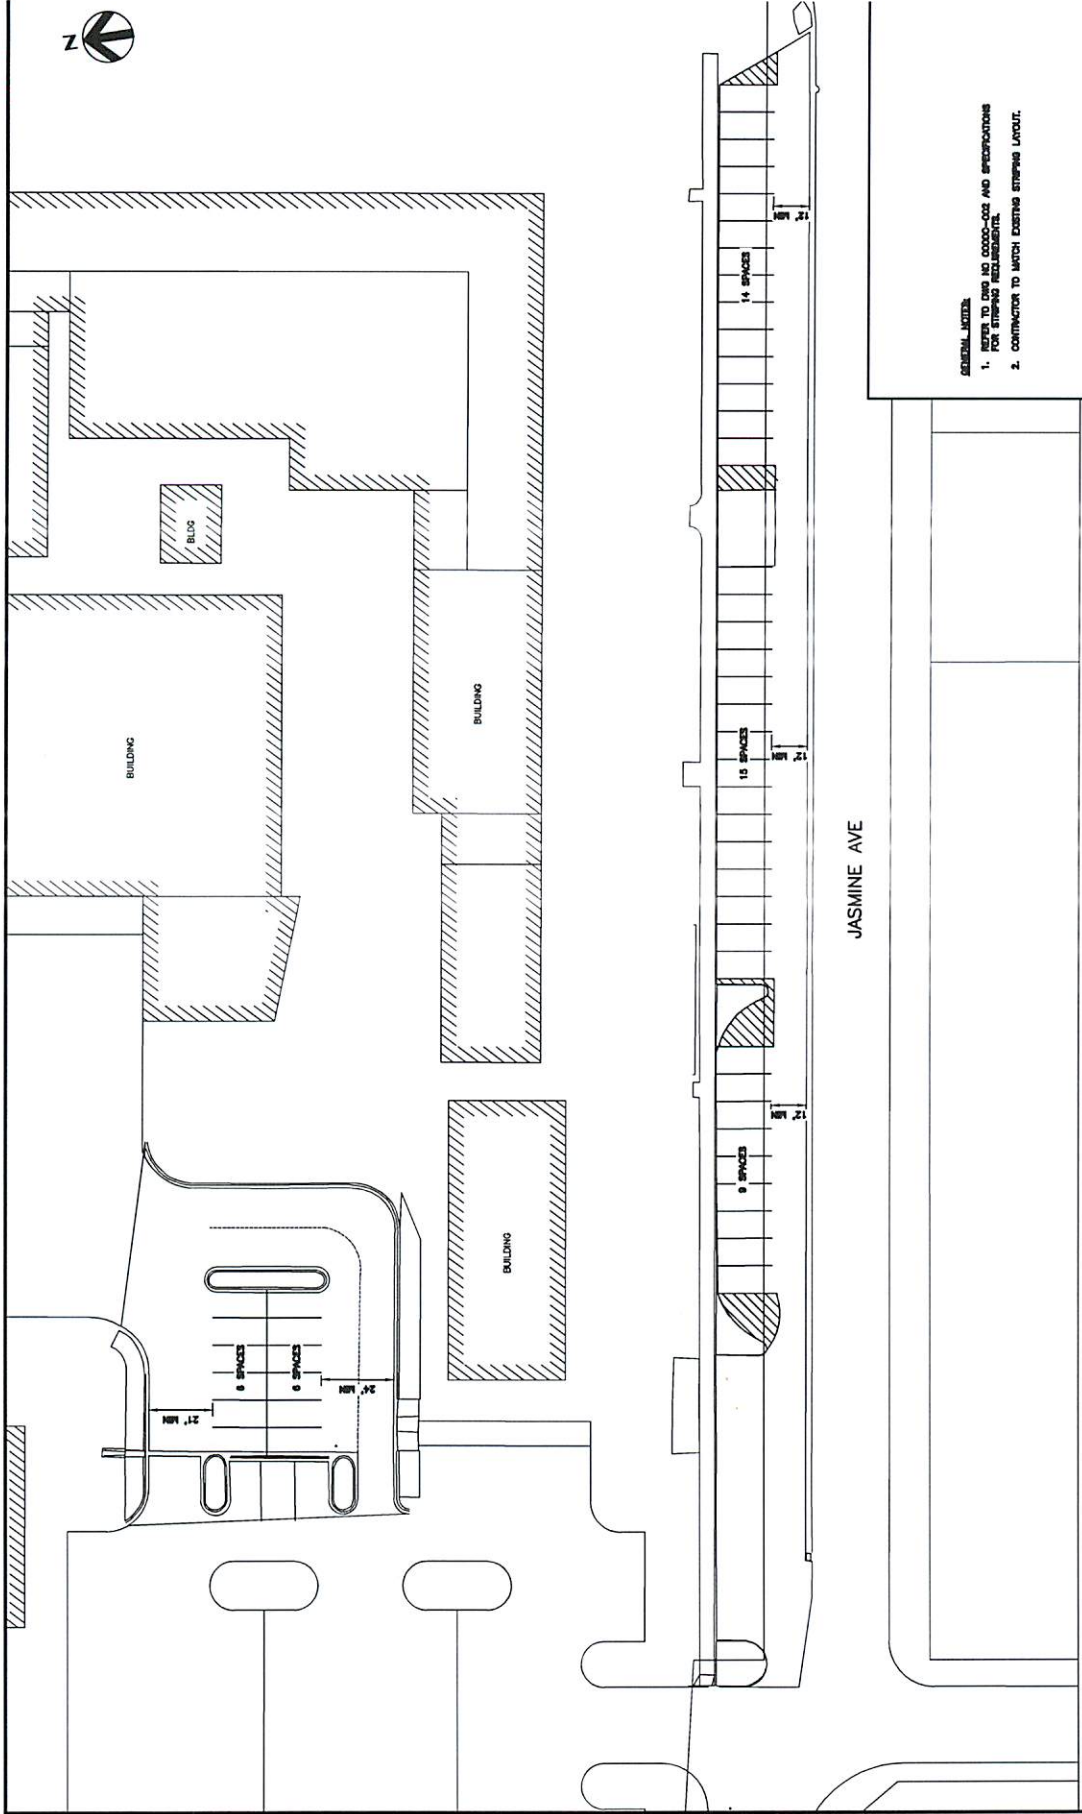 N
BUILDING
BLDG
BUILDING
BUILDING
6 SPACES
6 SPACES
21' MIN
24' MIN
9 SPACES
12' MIN
15 SPACES
12' MIN
14 SPACES
12' MIN
JASMINE AVE
GENERAL NOTES:
1. REFER TO DWG NO C000C-002 AND SPECIFICATIONS
FOR STRIPING REQUIREMENTS.
2. CONTRACTOR TO MATCH EXISTING STRIPING LAYOUT.